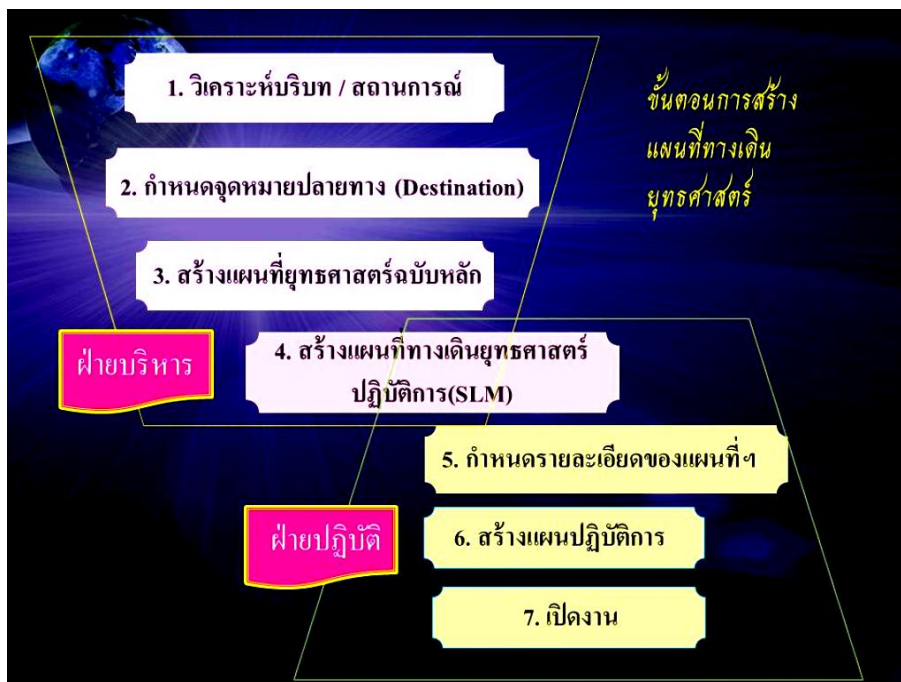 ขั้นตอนการสร้าง
แผนที่ทางเดิน
ยุทธศาสตร์
1. วิเคราะห์บริบท / สถานการณ์
2. กำหนดจุดหมายปลายทาง (Destination)
3. สร้างแผนที่ยุทธศาสตร์ฉบับหลัก
ฝ่ายบริหาร
4. สร้างแผนที่ทางเดินยุทธศาสตร์
ปฏิบัติการ(SLM)
5. กำหนดรายละเอียดของแผนที่ฯ
ฝ่ายปฏิบัติ
6. สร้างแผนปฏิบัติการ
7. เปิดงาน